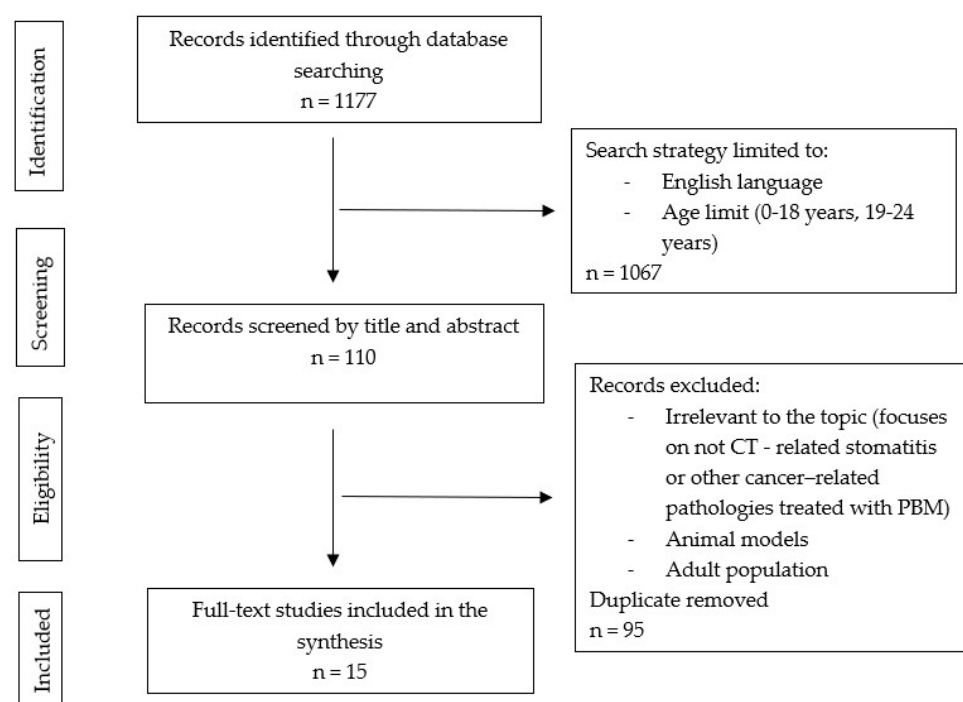 Identification
Records identified through database
searching
n = 1177
Search strategy limited to:
- English language
- Age limit (0-18 years, 19-24
years)
n = 1067
Screening
Records screened by title and abstract
n = 110
Eligibility
Records excluded:
- Irrelevant to the topic (focuses
on not CT - related stomatitis
or other cancer–related
pathologies treated with PBM)
- Animal models
- Adult population
Duplicate removed
n = 95
Included
Full-text studies included in the
synthesis
n = 15